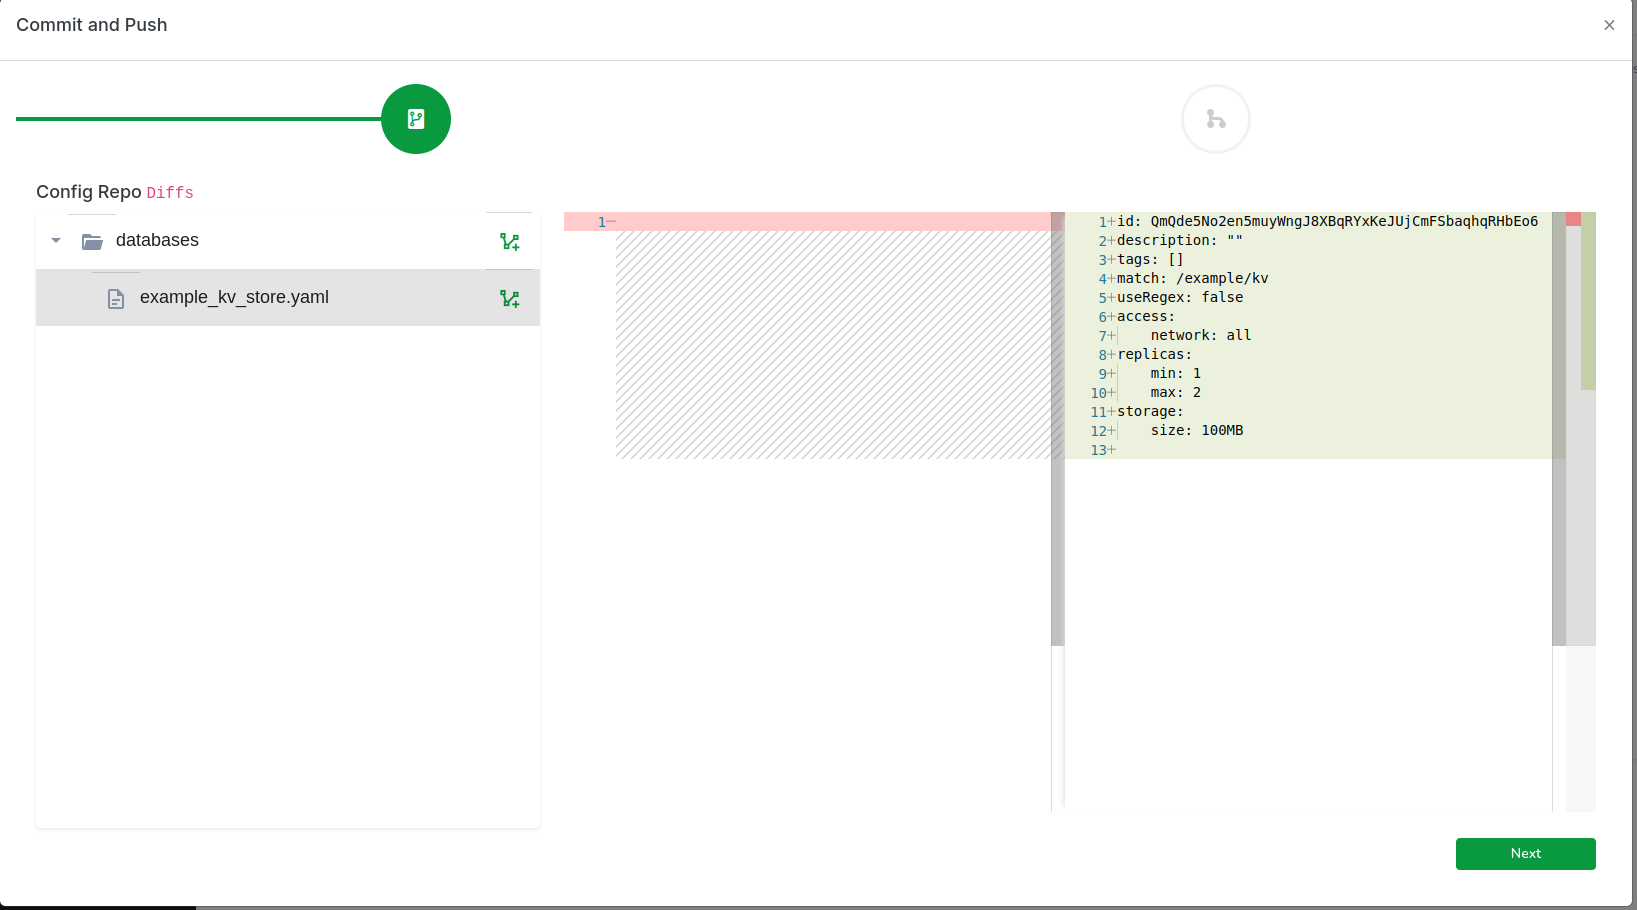 Commit and Push
×
Config Repo Diffs
databases
example_kv_store.yaml
1−
1+id: QmQde5No2en5muyWngJ8XBqRYxKeJUjCmFSbaqhqRHbEo6
2+description: ""
3+tags: []
4+match: /example/kv
5+useRegex: false
6+access:
7+    network: all
8+replicas:
9+    min: 1
10+    max: 2
11+storage:
12+    size: 100MB
13+
Next